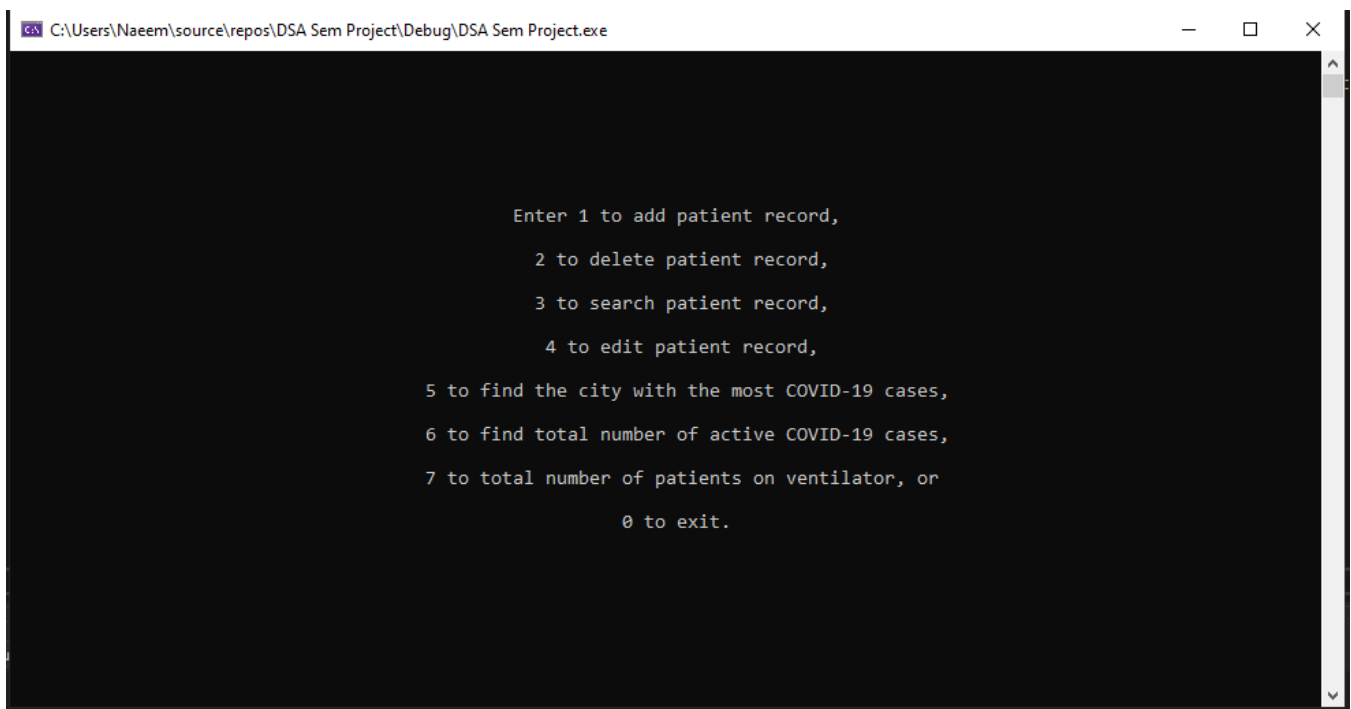 C:\Users\Naeem\source\repos\DSA Sem Project\Debug\DSA Sem Project.exe
Enter 1 to add patient record,
2 to delete patient record,
3 to search patient record,
4 to edit patient record,
5 to find the city with the most COVID-19 cases,
6 to find total number of active COVID-19 cases,
7 to total number of patients on ventilator, or
0 to exit.